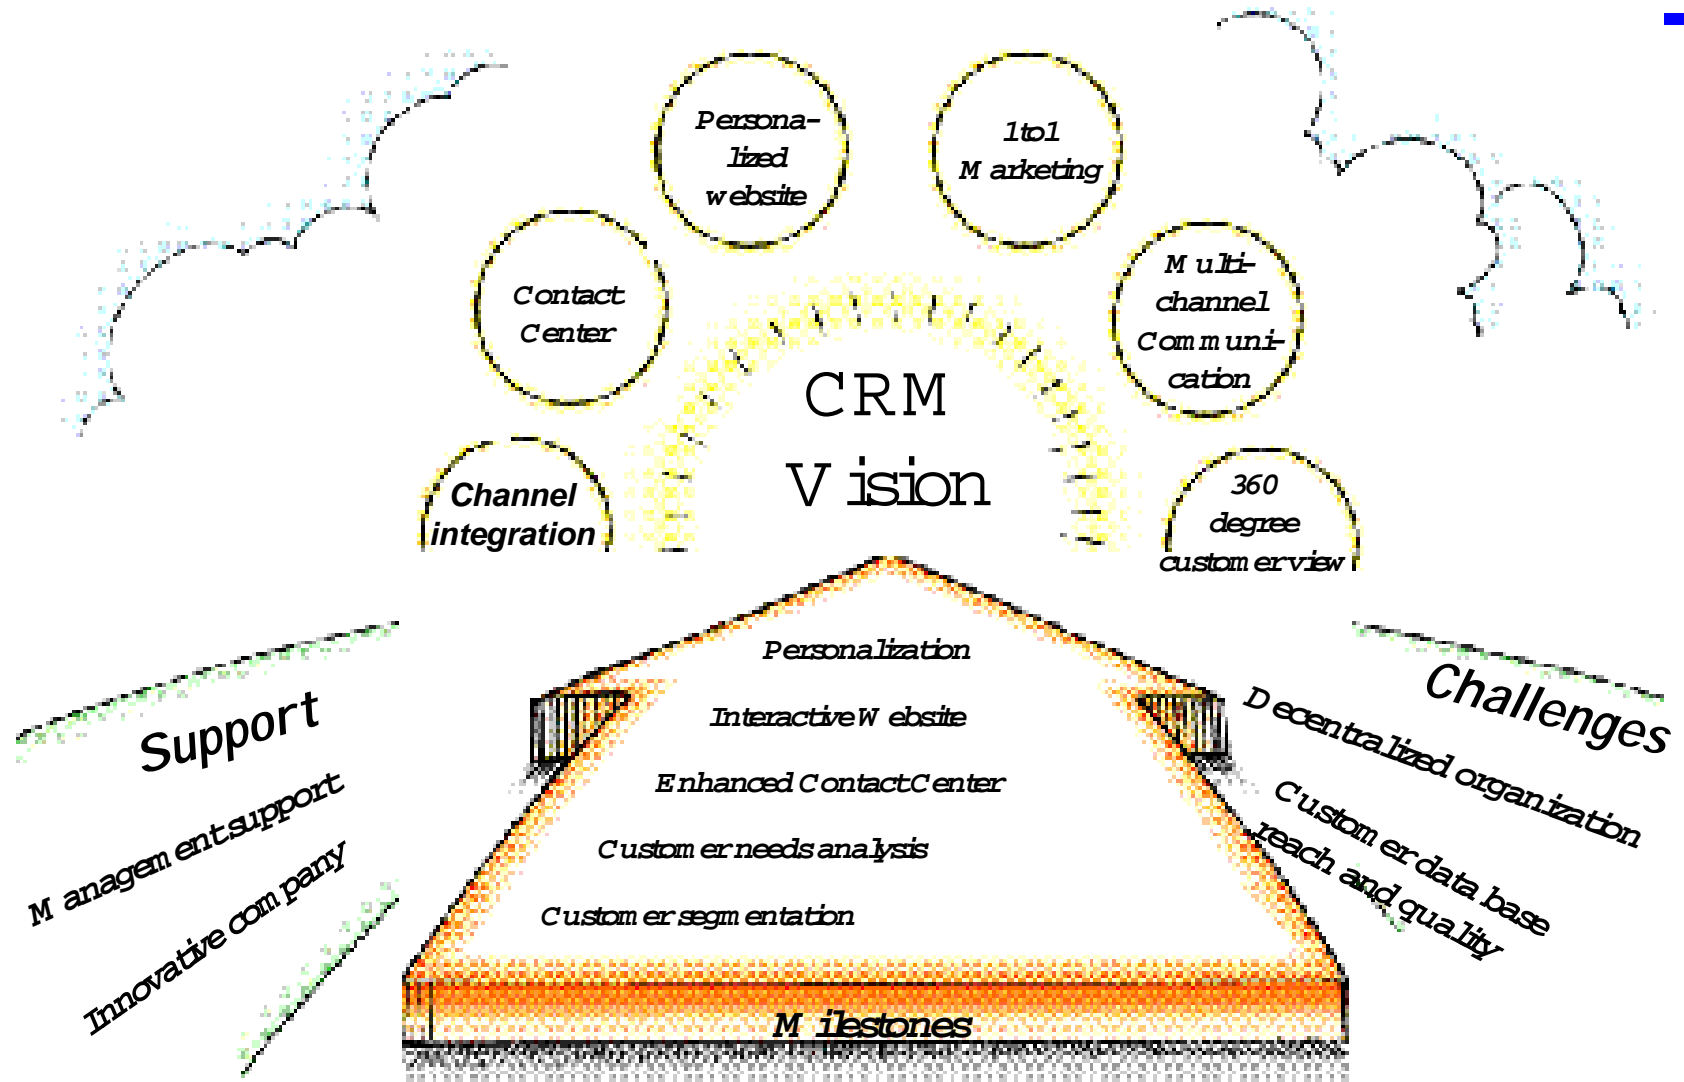 Persona-
lized
website
1to1
Marketing
Contact
Center
Multi-
channel
Communi-
cation
CRM
Vision
Channel
integration
360
degree
customer view
Personalization
Interactive Website
Enhanced Contact Center
Customer needs analysis
Customer segmentation
Milestones
Support
Management support
Innovative company
Challenges
Decentralized organization
Customer data base
reach and quality